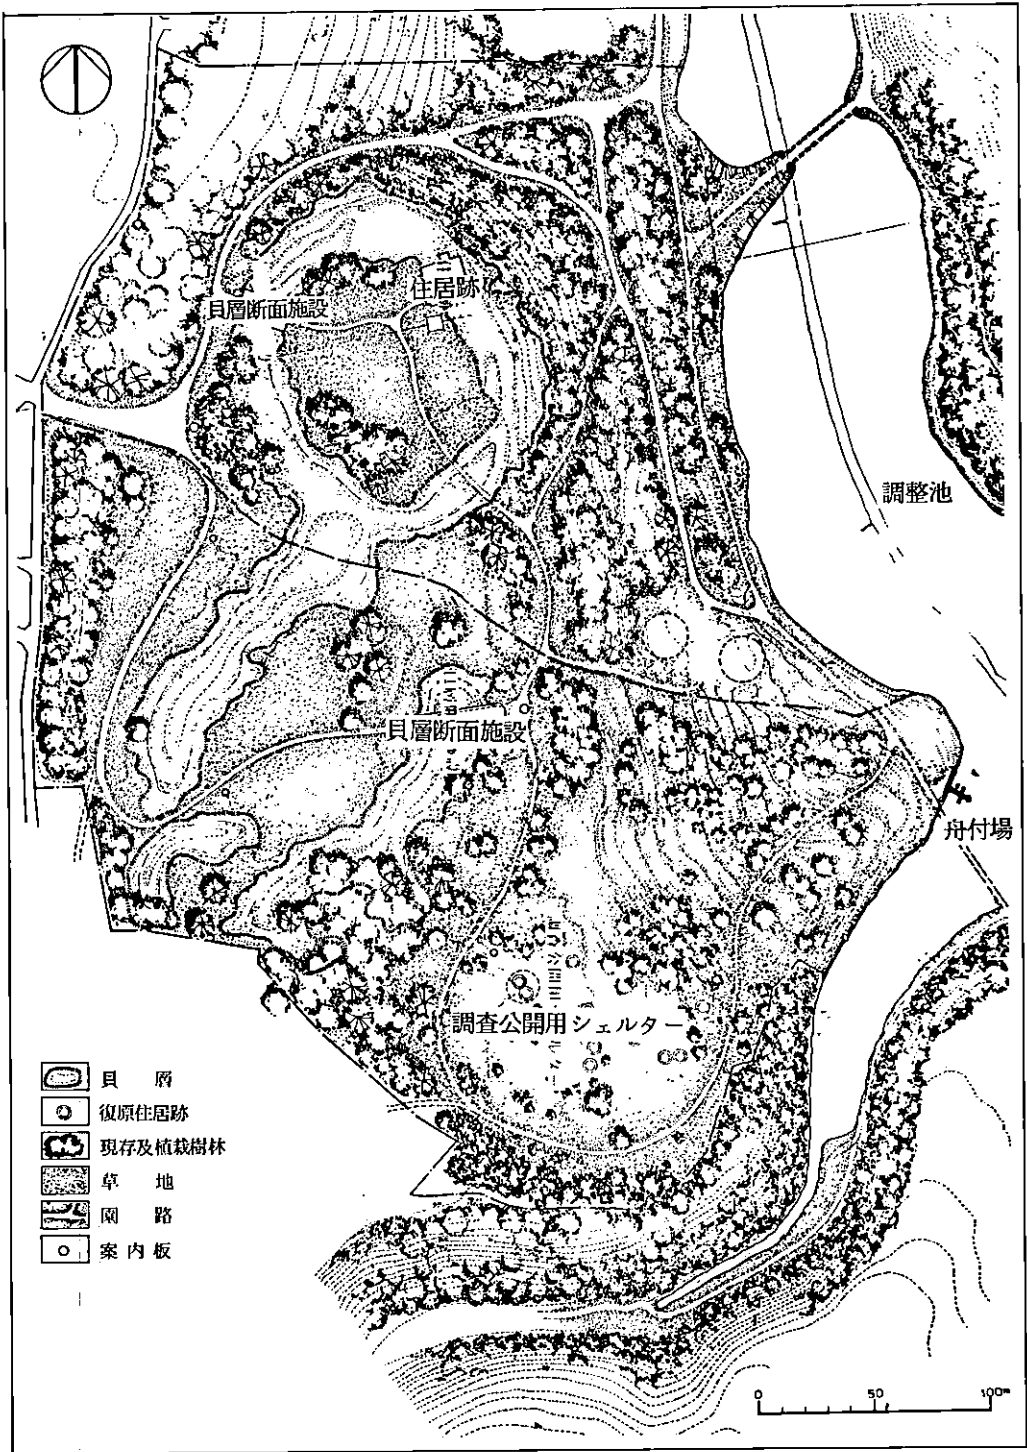 住居跡
貝層断面施設
調整池
貝層断面施設
舟付場
調査公開用シェルター
貝 層
復原住居跡
現存及植栽樹林
草 地
園 路
案内板
0 50 100m